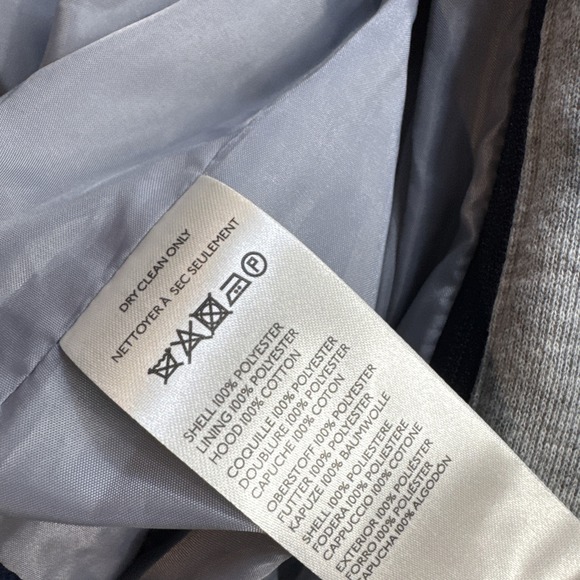 DRY CLEAN ONLY
NETTOYER À SEC SEULEMENT
P
SHELL 100% POLYESTER
LINING 100% POLYESTER
HOOD 100% COTTON
COQUILLE 100% POLYESTER
DOUBLURE 100% POLYESTER
CAPUCHE 100% COTON
OBERSTOFF 100% POLYESTER
FUTTER 100% POLYESTER
KAPUZE 100% BAUMWOLLE
SHELL 100% POLIESTERE
FODERA 100% POLIESTERE
CAPPUCCIO 100% COTONE
EXTERIOR 100% POLIÉSTER
FORRO 100% POLIÉSTER
CAPUCHA 100% ALGODÓN